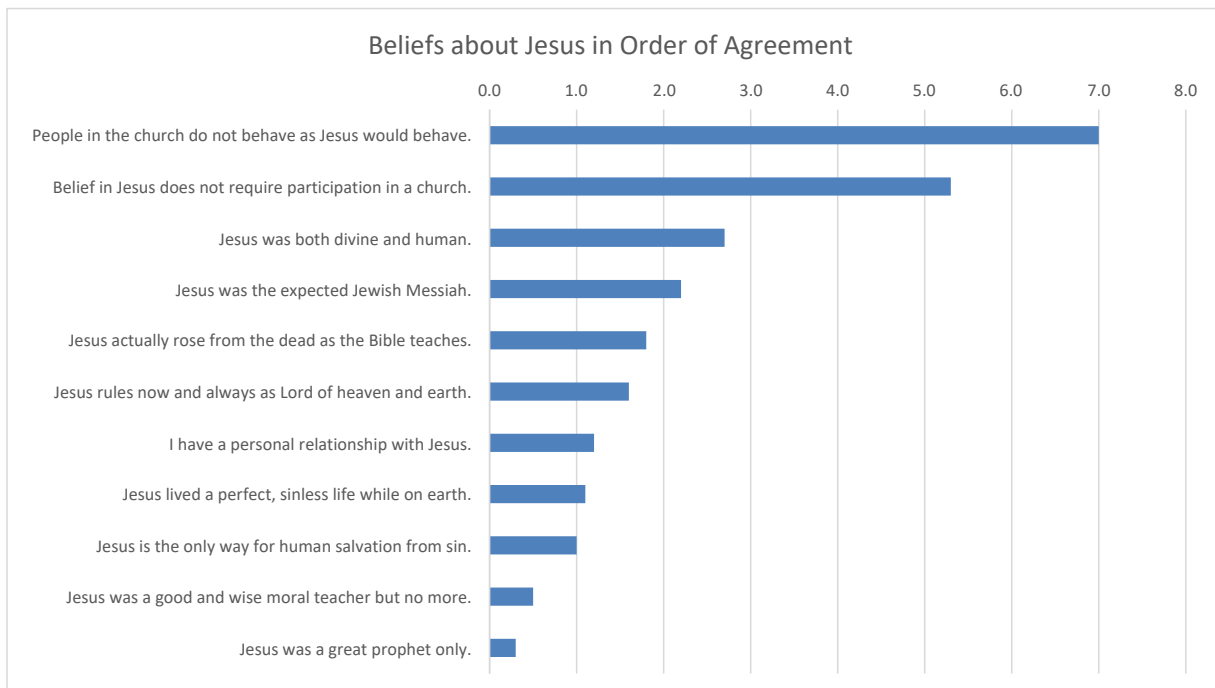 Beliefs about Jesus in Order of Agreement
0.0 1.0 2.0 3.0 4.0 5.0 6.0 7.0 8.0
People in the church do not behave as Jesus would behave.
Belief in Jesus does not require participation in a church.
Jesus was both divine and human.
Jesus was the expected Jewish Messiah.
Jesus actually rose from the dead as the Bible teaches.
Jesus rules now and always as Lord of heaven and earth.
I have a personal relationship with Jesus.
Jesus lived a perfect, sinless life while on earth.
Jesus is the only way for human salvation from sin.
Jesus was a good and wise moral teacher but no more.
Jesus was a great prophet only.